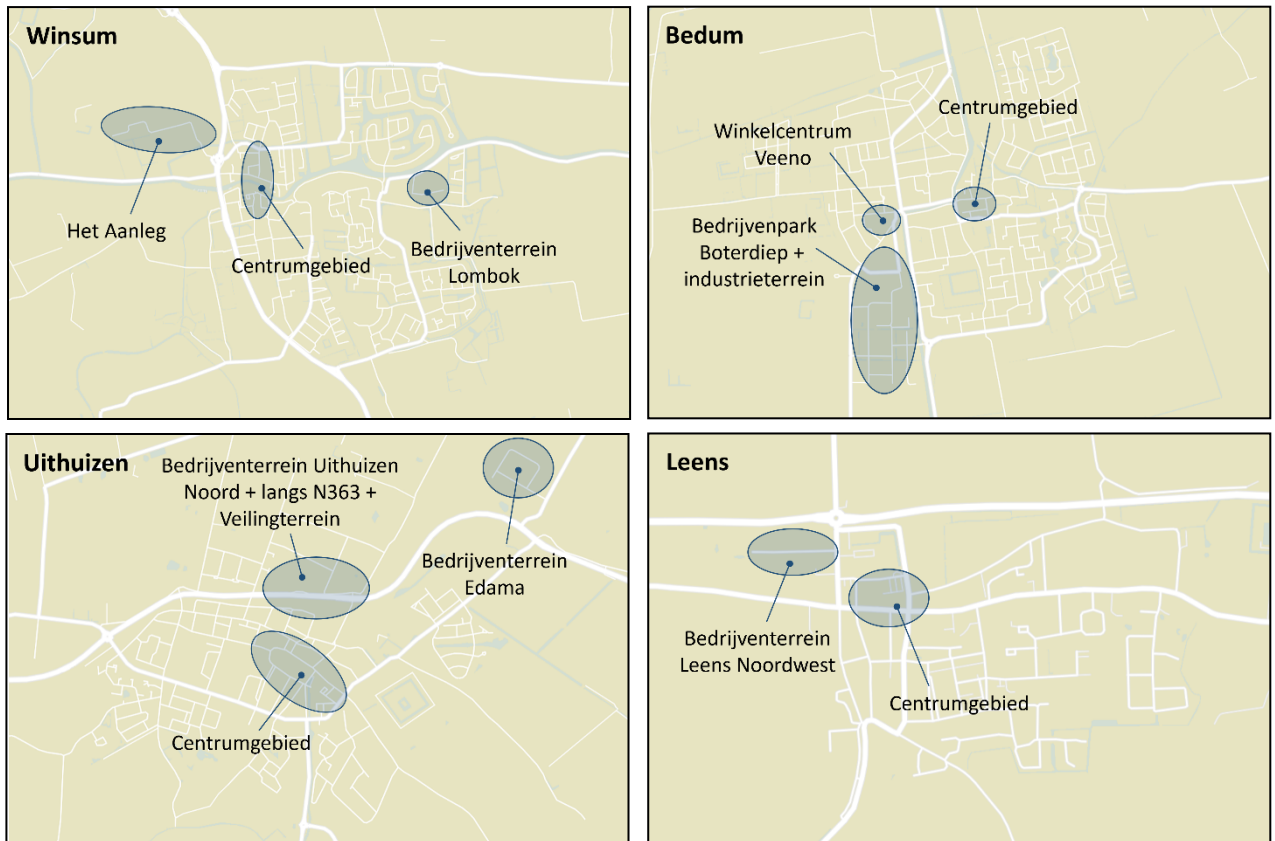 Winsum
Het Aanleg
Centrumgebied
Bedrijventerrein
Lombok
Bedum
Centrumgebied
Winkelcentrum
Veeno
Bedrijvenpark
Boterdiep +
industrieterrein
Uithuizen
Bedrijventerrein Uithuizen
Noord + langs N363 +
Veilingterrein
Bedrijventerrein
Edama
Centrumgebied
Leens
Bedrijventerrein
Leens Noordwest
Centrumgebied